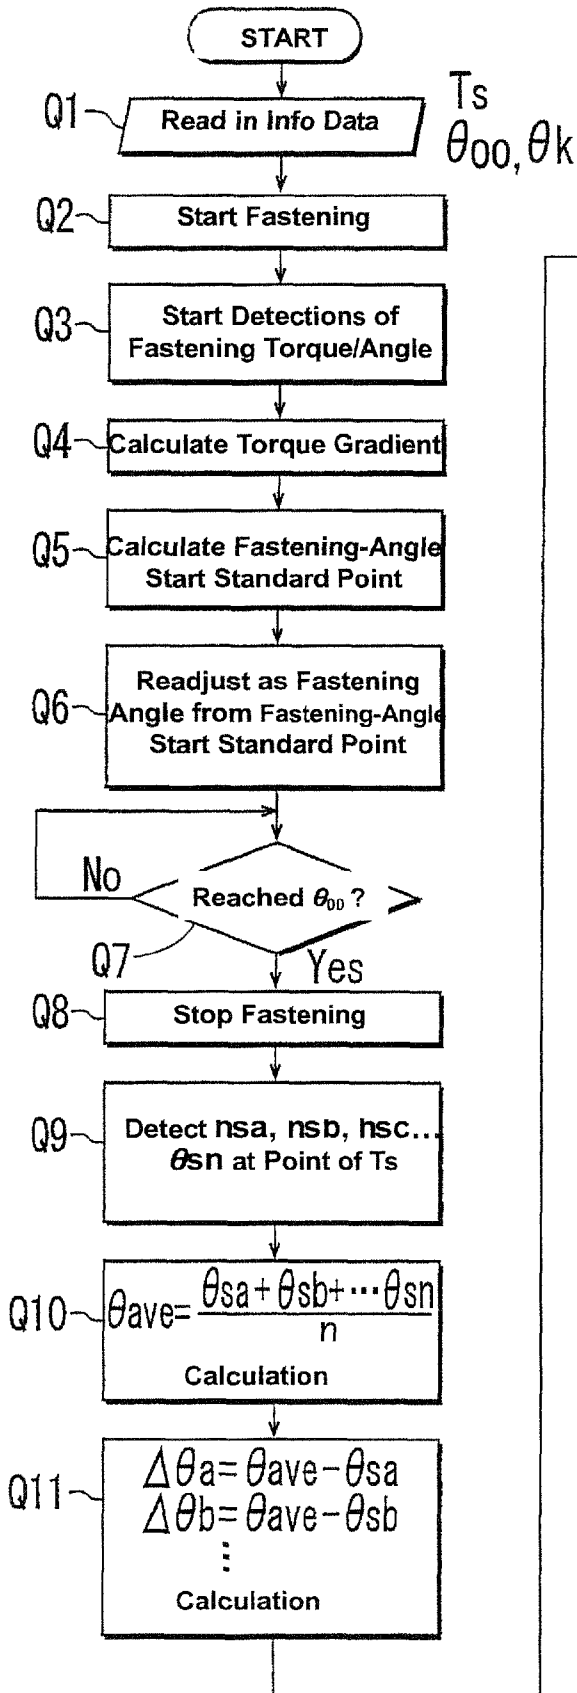 START
Q1
Read in Info Data
Ts
θ00, θk
Q2
Start Fastening
Q3
Start Detections of
Fastening Torque/Angle
Q4
Calculate Torque Gradient
Q5
Calculate Fastening-Angle
Start Standard Point
Q6
Readjust as Fastening
Angle from Fastening-Angle
Start Standard Point
No
Reached θ00 ?
Q7
Yes
Q8
Stop Fastening
Q9
Detect nsa, nsb, hsc...
θsn at Point of Ts
Q10
θave= θsa + θsb+ ··· θsn / n
Calculation
Q11
Δθa= θave − θsa
Δθb= θave − θsb
⋮
Calculation